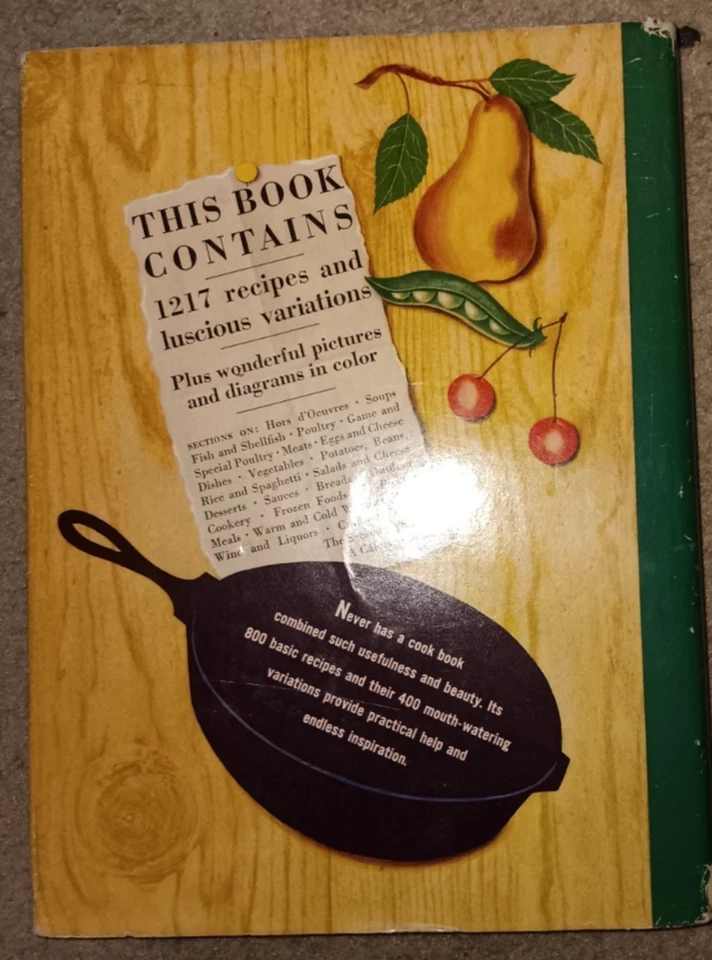 THIS BOOK
CONTAINS
1217 recipes and
luscious variations
Plus wonderful pictures
and diagrams in color
SECTIONS ON: Hors d'Oeuvres · Soups
Fish and Shellfish · Poultry · Game and
Special Poultry · Meats · Eggs and Cheese
Dishes · Vegetables · Potatoes, Beans,
Rice and Spaghetti · Salads and Cheese
Desserts · Sauces · Breads · Outdoor
Cookery · Frozen Foods
Meals · Warm and Cold
Wine and Liquors ·
The
A
Never has a cook book
combined such usefulness and beauty. Its
800 basic recipes and their 400 mouth-watering
variations provide practical help and
endless inspiration.